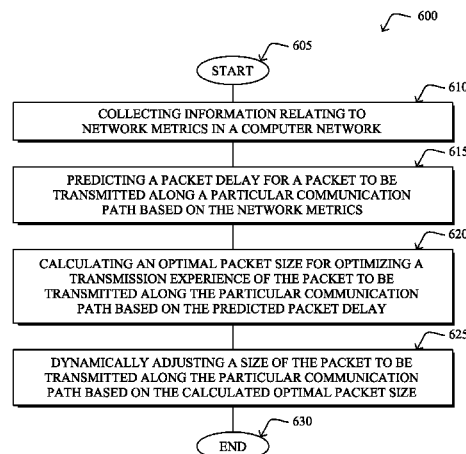 600
605
START
610
COLLECTING INFORMATION RELATING TO
NETWORK METRICS IN A COMPUTER NETWORK
615
PREDICTING A PACKET DELAY FOR A PACKET TO BE
TRANSMITTED ALONG A PARTICULAR COMMUNICATION
PATH BASED ON THE NETWORK METRICS
620
CALCULATING AN OPTIMAL PACKET SIZE FOR OPTIMIZING A
TRANSMISSION EXPERIENCE OF THE PACKET TO BE
TRANSMITTED ALONG THE PARTICULAR COMMUNICATION
PATH BASED ON THE PREDICTED PACKET DELAY
625
DYNAMICALLY ADJUSTING A SIZE OF THE PACKET TO BE
TRANSMITTED ALONG THE PARTICULAR COMMUNICATION
PATH BASED ON THE CALCULATED OPTIMAL PACKET SIZE
630
END